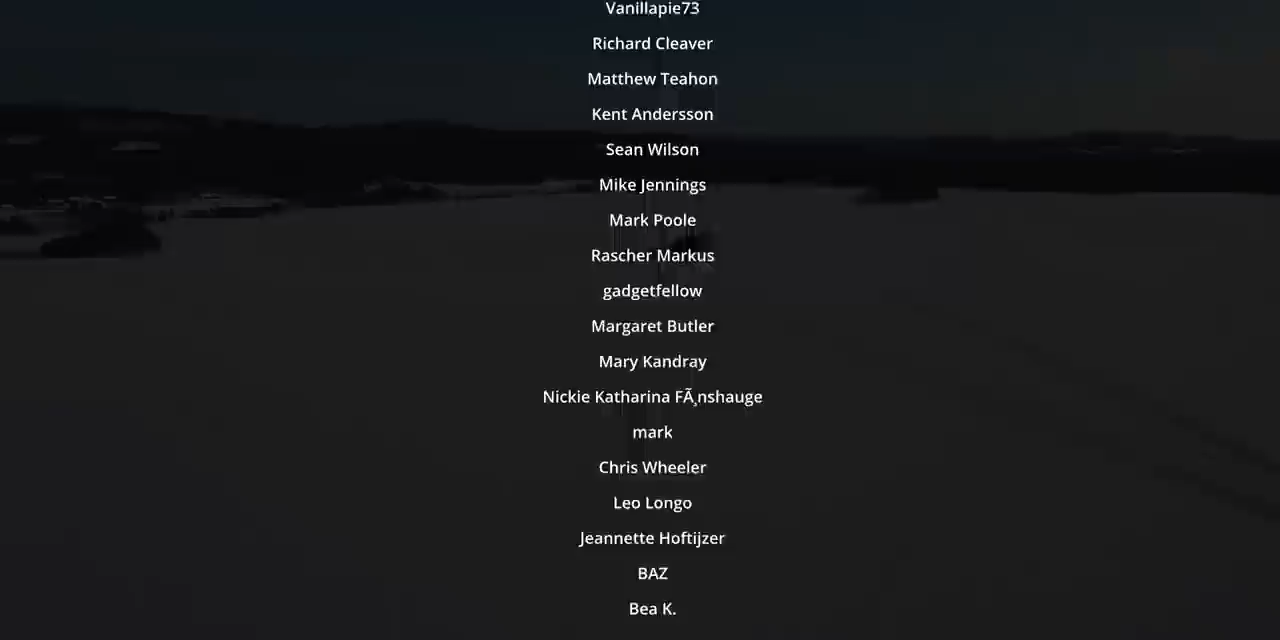 Vanillapie73
Richard Cleaver
Matthew Teahon
Kent Andersson
Sean Wilson
Mike Jennings
Mark Poole
Rascher Markus
gadgetfellow
Margaret Butler
Mary Kandray
Nickie Katharina FÃ¸nshauge
mark
Chris Wheeler
Leo Longo
Jeannette Hoftijzer
BAZ
Bea K.